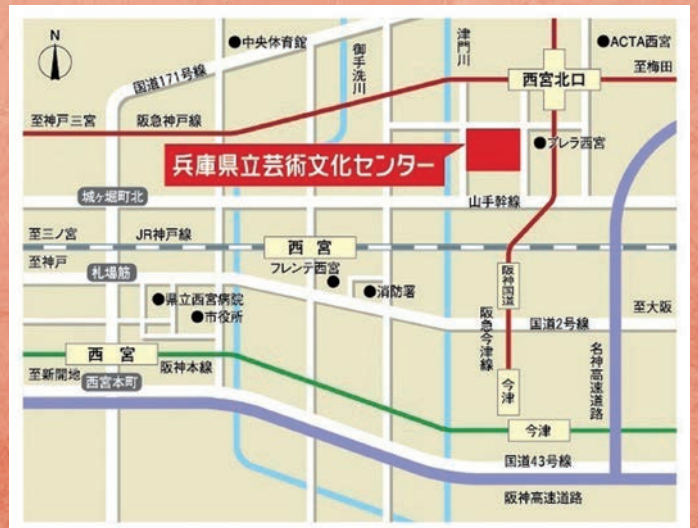 N
●中央体育館
御手洗川
津門川
●ACTA西宮
国道171号線
西宮北口
至梅田
至神戸三宮
阪急神戸線
●プレラ西宮
兵庫県立芸術文化センター
城ヶ堀町北
山手幹線
至三ノ宮
JR神戸線
西宮
至神戸
フレンテ西宮
●
札場筋
阪神国道
●県立西宮病院
●消防署
●市役所
国道2号線
至大阪
阪急今津線
名神高速道路
西宮
阪神本線
至新開地
西宮本町
今津
今津
国道43号線
阪神高速道路